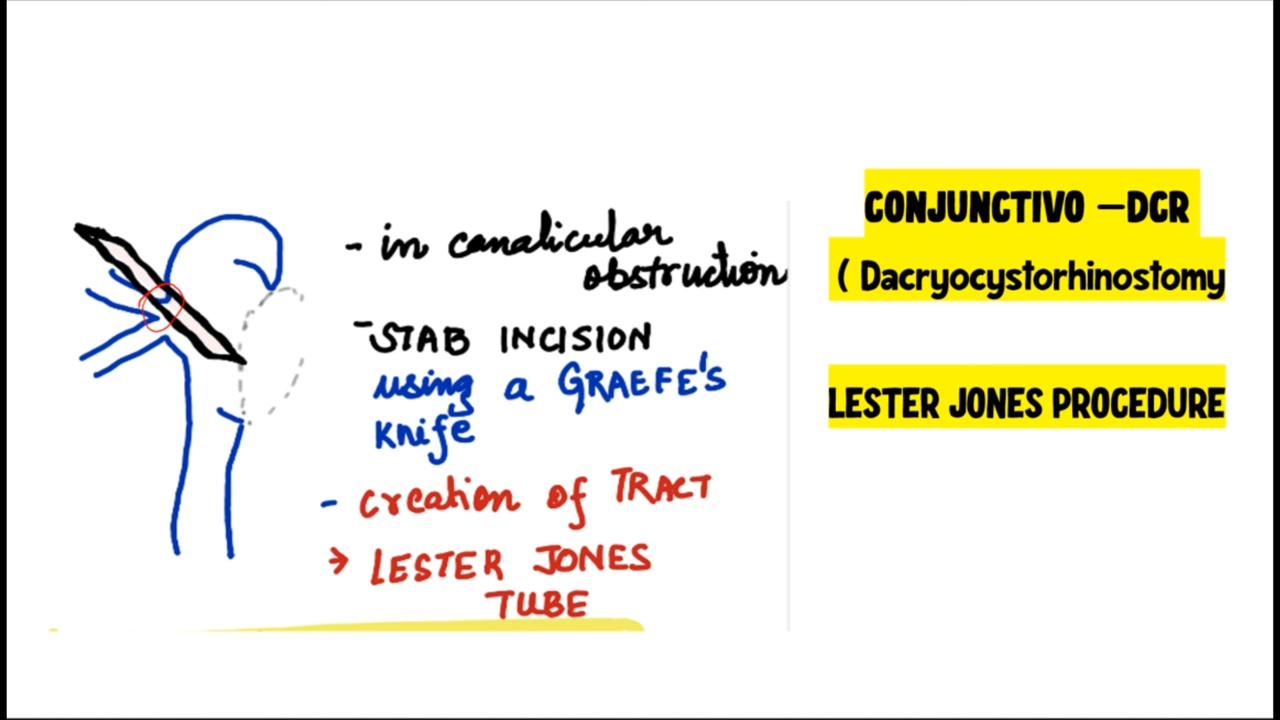 - in canalicular
obstruction
- STAB INCISION
using a GRAEFE'S
knife
- creation of TRACT
→ LESTER JONES
TUBE
CONJUNCTIVO –DCR
( Dacryocystorhinostomy
LESTER JONES PROCEDURE